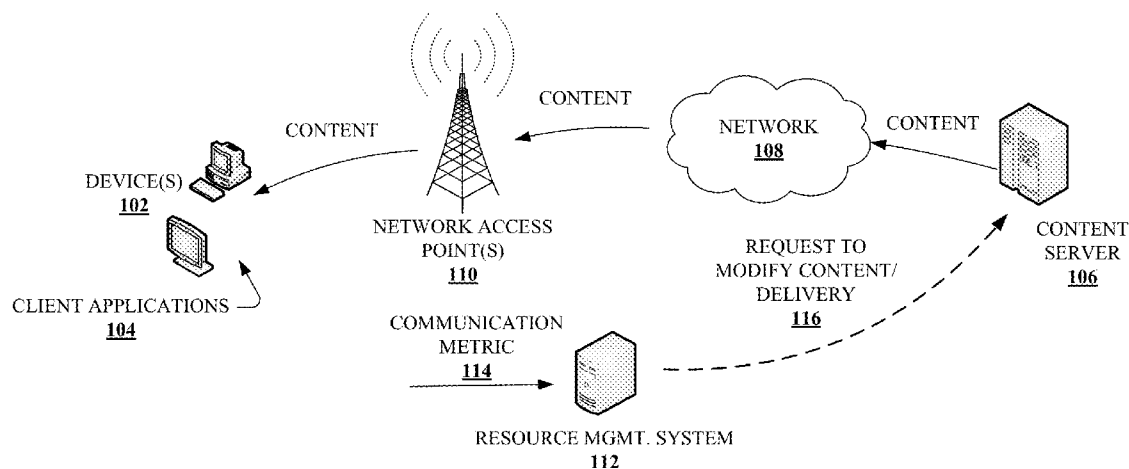 CONTENT
NETWORK
108
CONTENT
CONTENT
DEVICE(S)
102
NETWORK ACCESS
POINT(S)
110
CONTENT
SERVER
106
REQUEST TO
MODIFY CONTENT/
DELIVERY
116
CLIENT APPLICATIONS
104
COMMUNICATION
METRIC
114
RESOURCE MGMT. SYSTEM
112